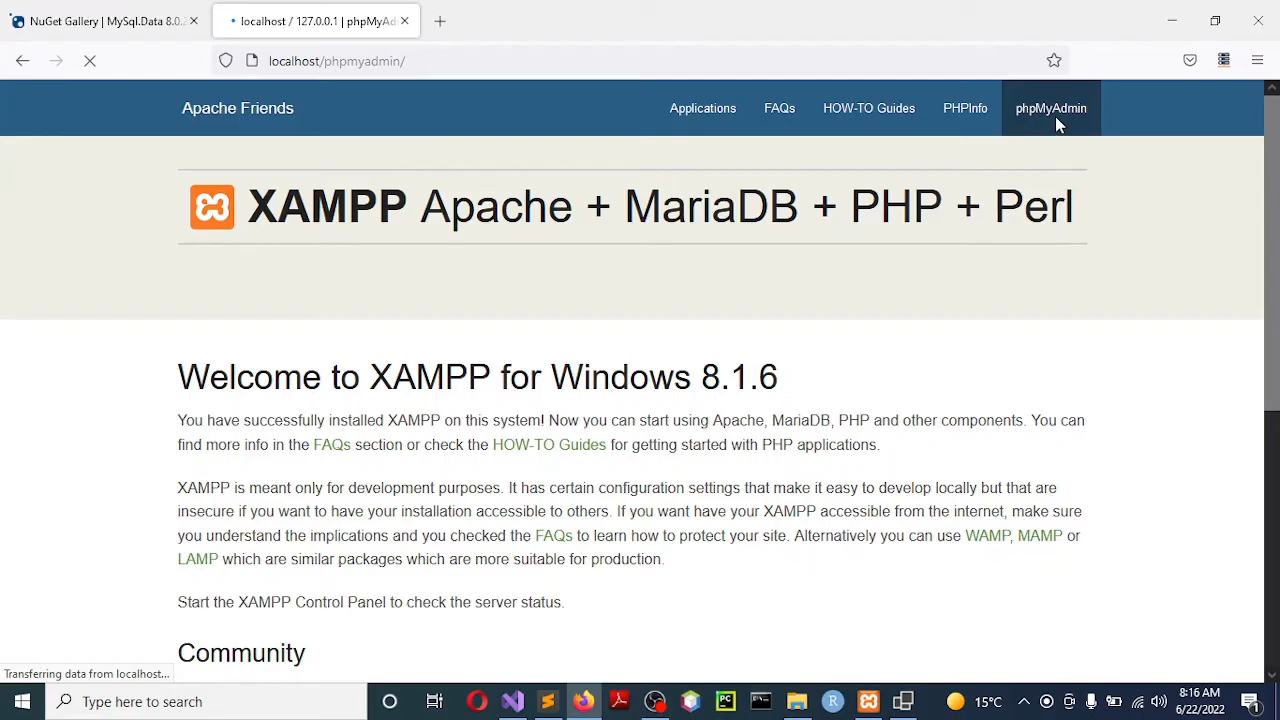 NuGet Gallery | MySql.Data 8.0.2
localhost / 127.0.0.1 | phpMyAd
localhost/phpmyadmin/
Apache Friends
Applications
FAQs
HOW-TO Guides
PHPInfo
phpMyAdmin
XAMPP Apache + MariaDB + PHP + Perl
Welcome to XAMPP for Windows 8.1.6
You have successfully installed XAMPP on this system! Now you can start using Apache, MariaDB, PHP and other components. You can
find more info in the FAQs section or check the HOW-TO Guides for getting started with PHP applications.
XAMPP is meant only for development purposes. It has certain configuration settings that make it easy to develop locally but that are
insecure if you want to have your installation accessible to others. If you want have your XAMPP accessible from the internet, make sure
you understand the implications and you checked the FAQs to learn how to protect your site. Alternatively you can use WAMP, MAMP or
LAMP which are similar packages which are more suitable for production.
Start the XAMPP Control Panel to check the server status.
Community
Transferring data from localhost...
Type here to search
PC
R
15°C
8:16 AM
6/22/2022
1